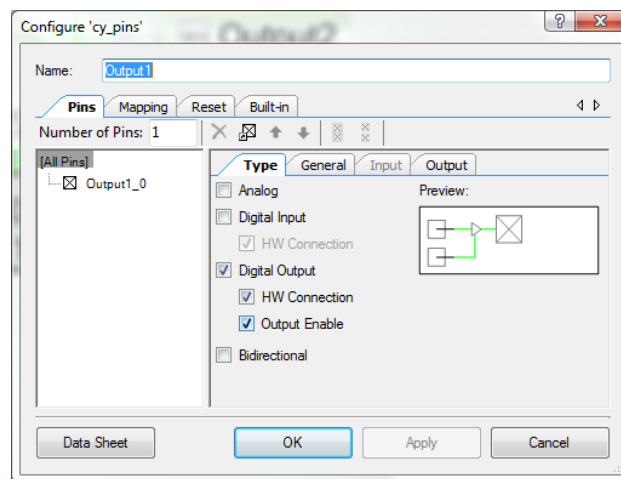 Configure 'cy_pins'
Output2
Name: Output1
Pins Mapping Reset Built-in
Number of Pins: 1
[All Pins]
Output1_0
Type General Input Output
Analog
Preview:
Digital Input
HW Connection
Digital Output
HW Connection
Output Enable
Bidirectional
Data Sheet OK Apply Cancel